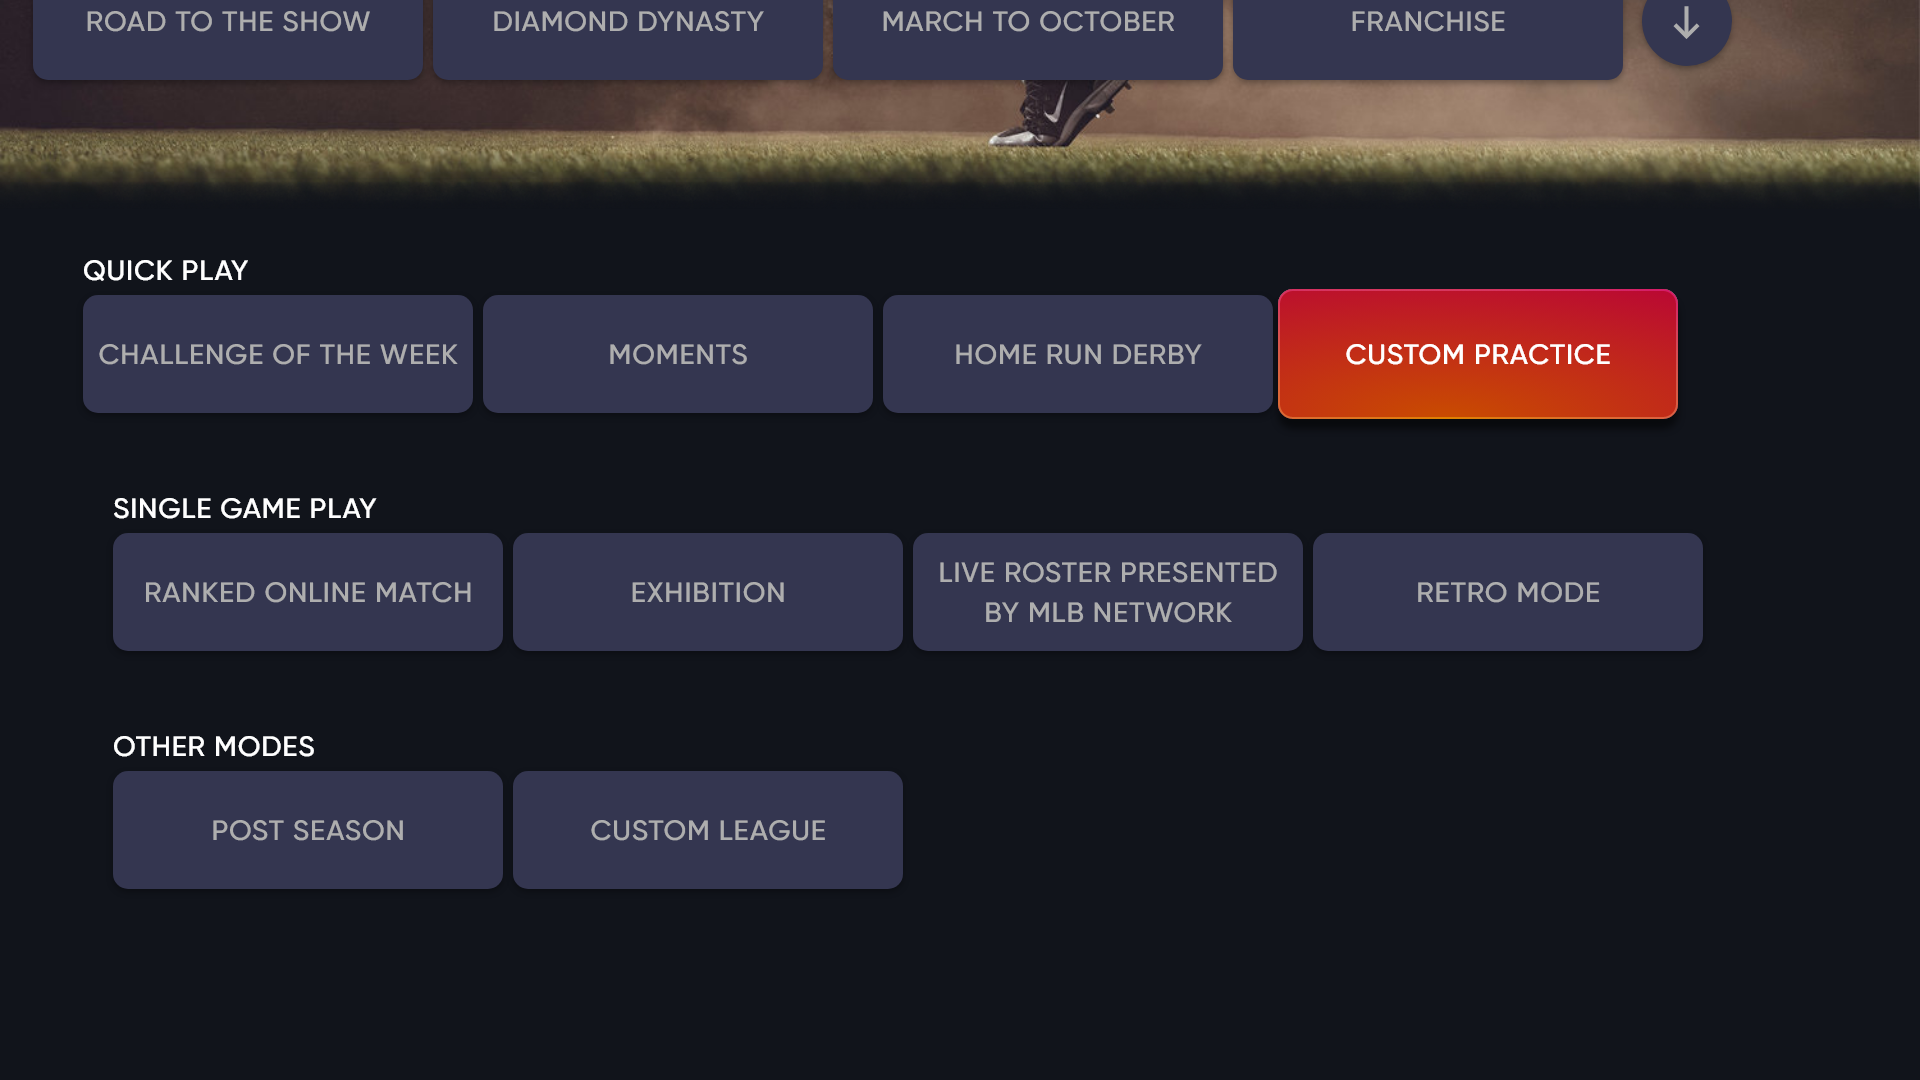 ROAD TO THE SHOW
DIAMOND DYNASTY
MARCH TO OCTOBER
FRANCHISE
QUICK PLAY
CHALLENGE OF THE WEEK
MOMENTS
HOME RUN DERBY
CUSTOM PRACTICE
SINGLE GAME PLAY
RANKED ONLINE MATCH
EXHIBITION
LIVE ROSTER PRESENTED
BY MLB NETWORK
RETRO MODE
OTHER MODES
POST SEASON
CUSTOM LEAGUE